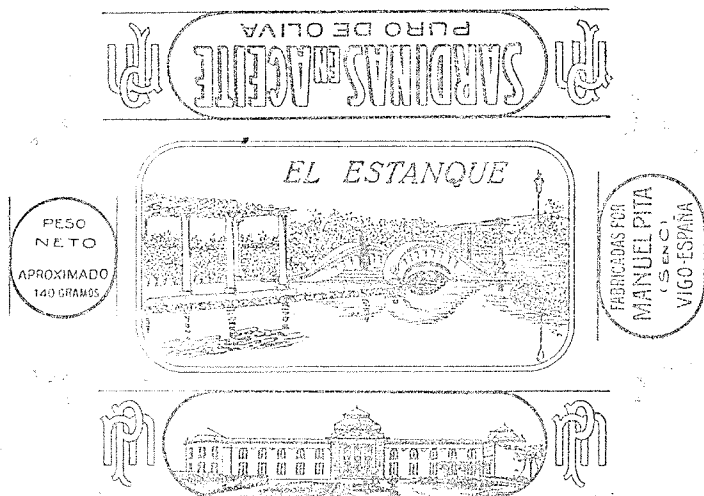 SARDINAS EN ACEITE
PURO DE OLIVA
EL ESTANQUE
PESO
NETO
APROXIMADO
140 GRAMOS
FABRICADAS POR
MANUEL PITA
(SENC)
VIGO-ESPAÑA